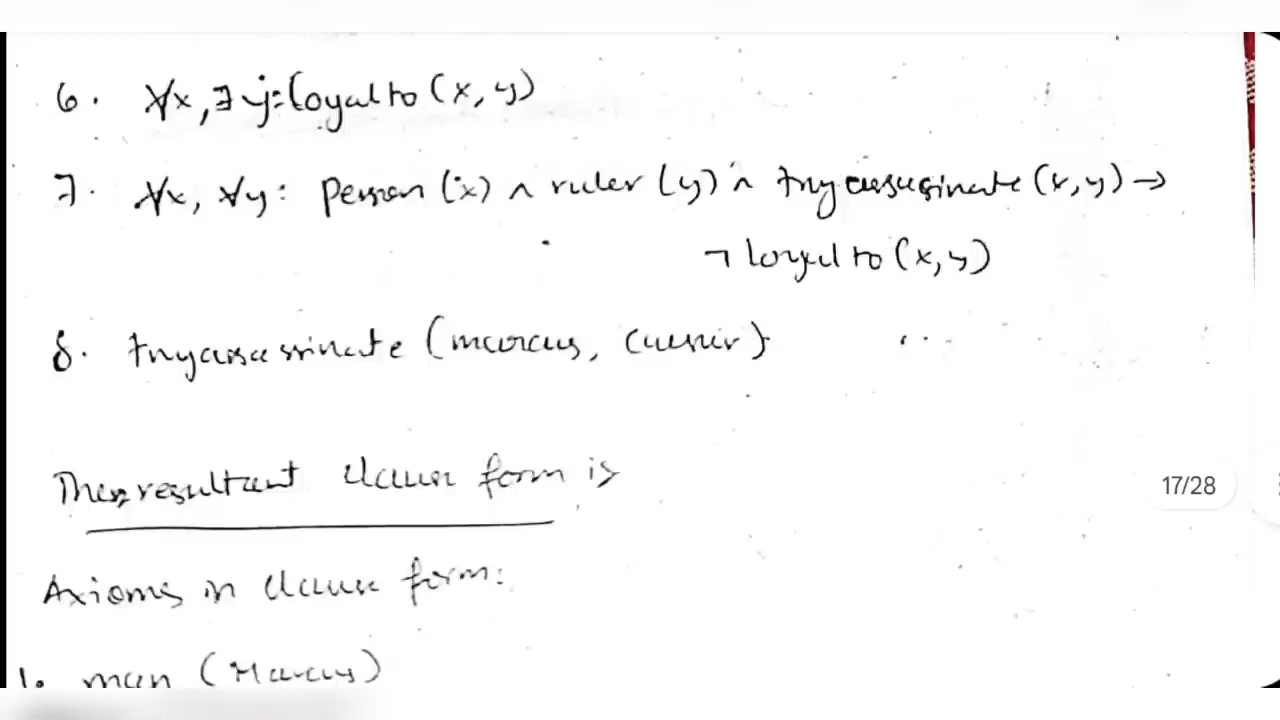 6. ∀x, ∃y: loyalto (x, y)
7. ∀x, ∀y: person (x) ∧ ruler (y) ∧ tryassasinate (x, y) →
¬ loyalto (x, y)
8. tryassassinate (marcus, caesar)
The resultant clause form is
17/28
Axioms in clause form:
1. man (Marcus)